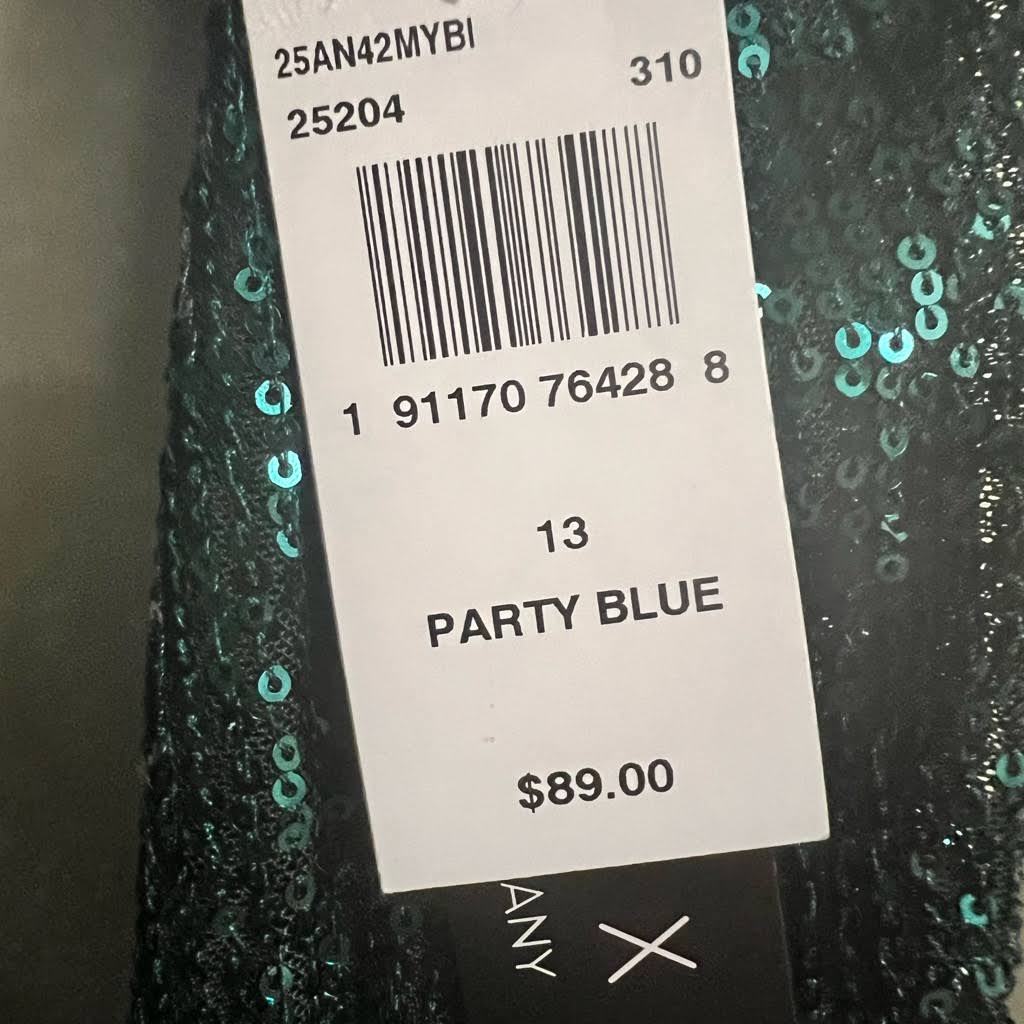 25AN42MYBI
25204
310
1 91170 76428 8
13
PARTY BLUE
$89.00
ANY
X